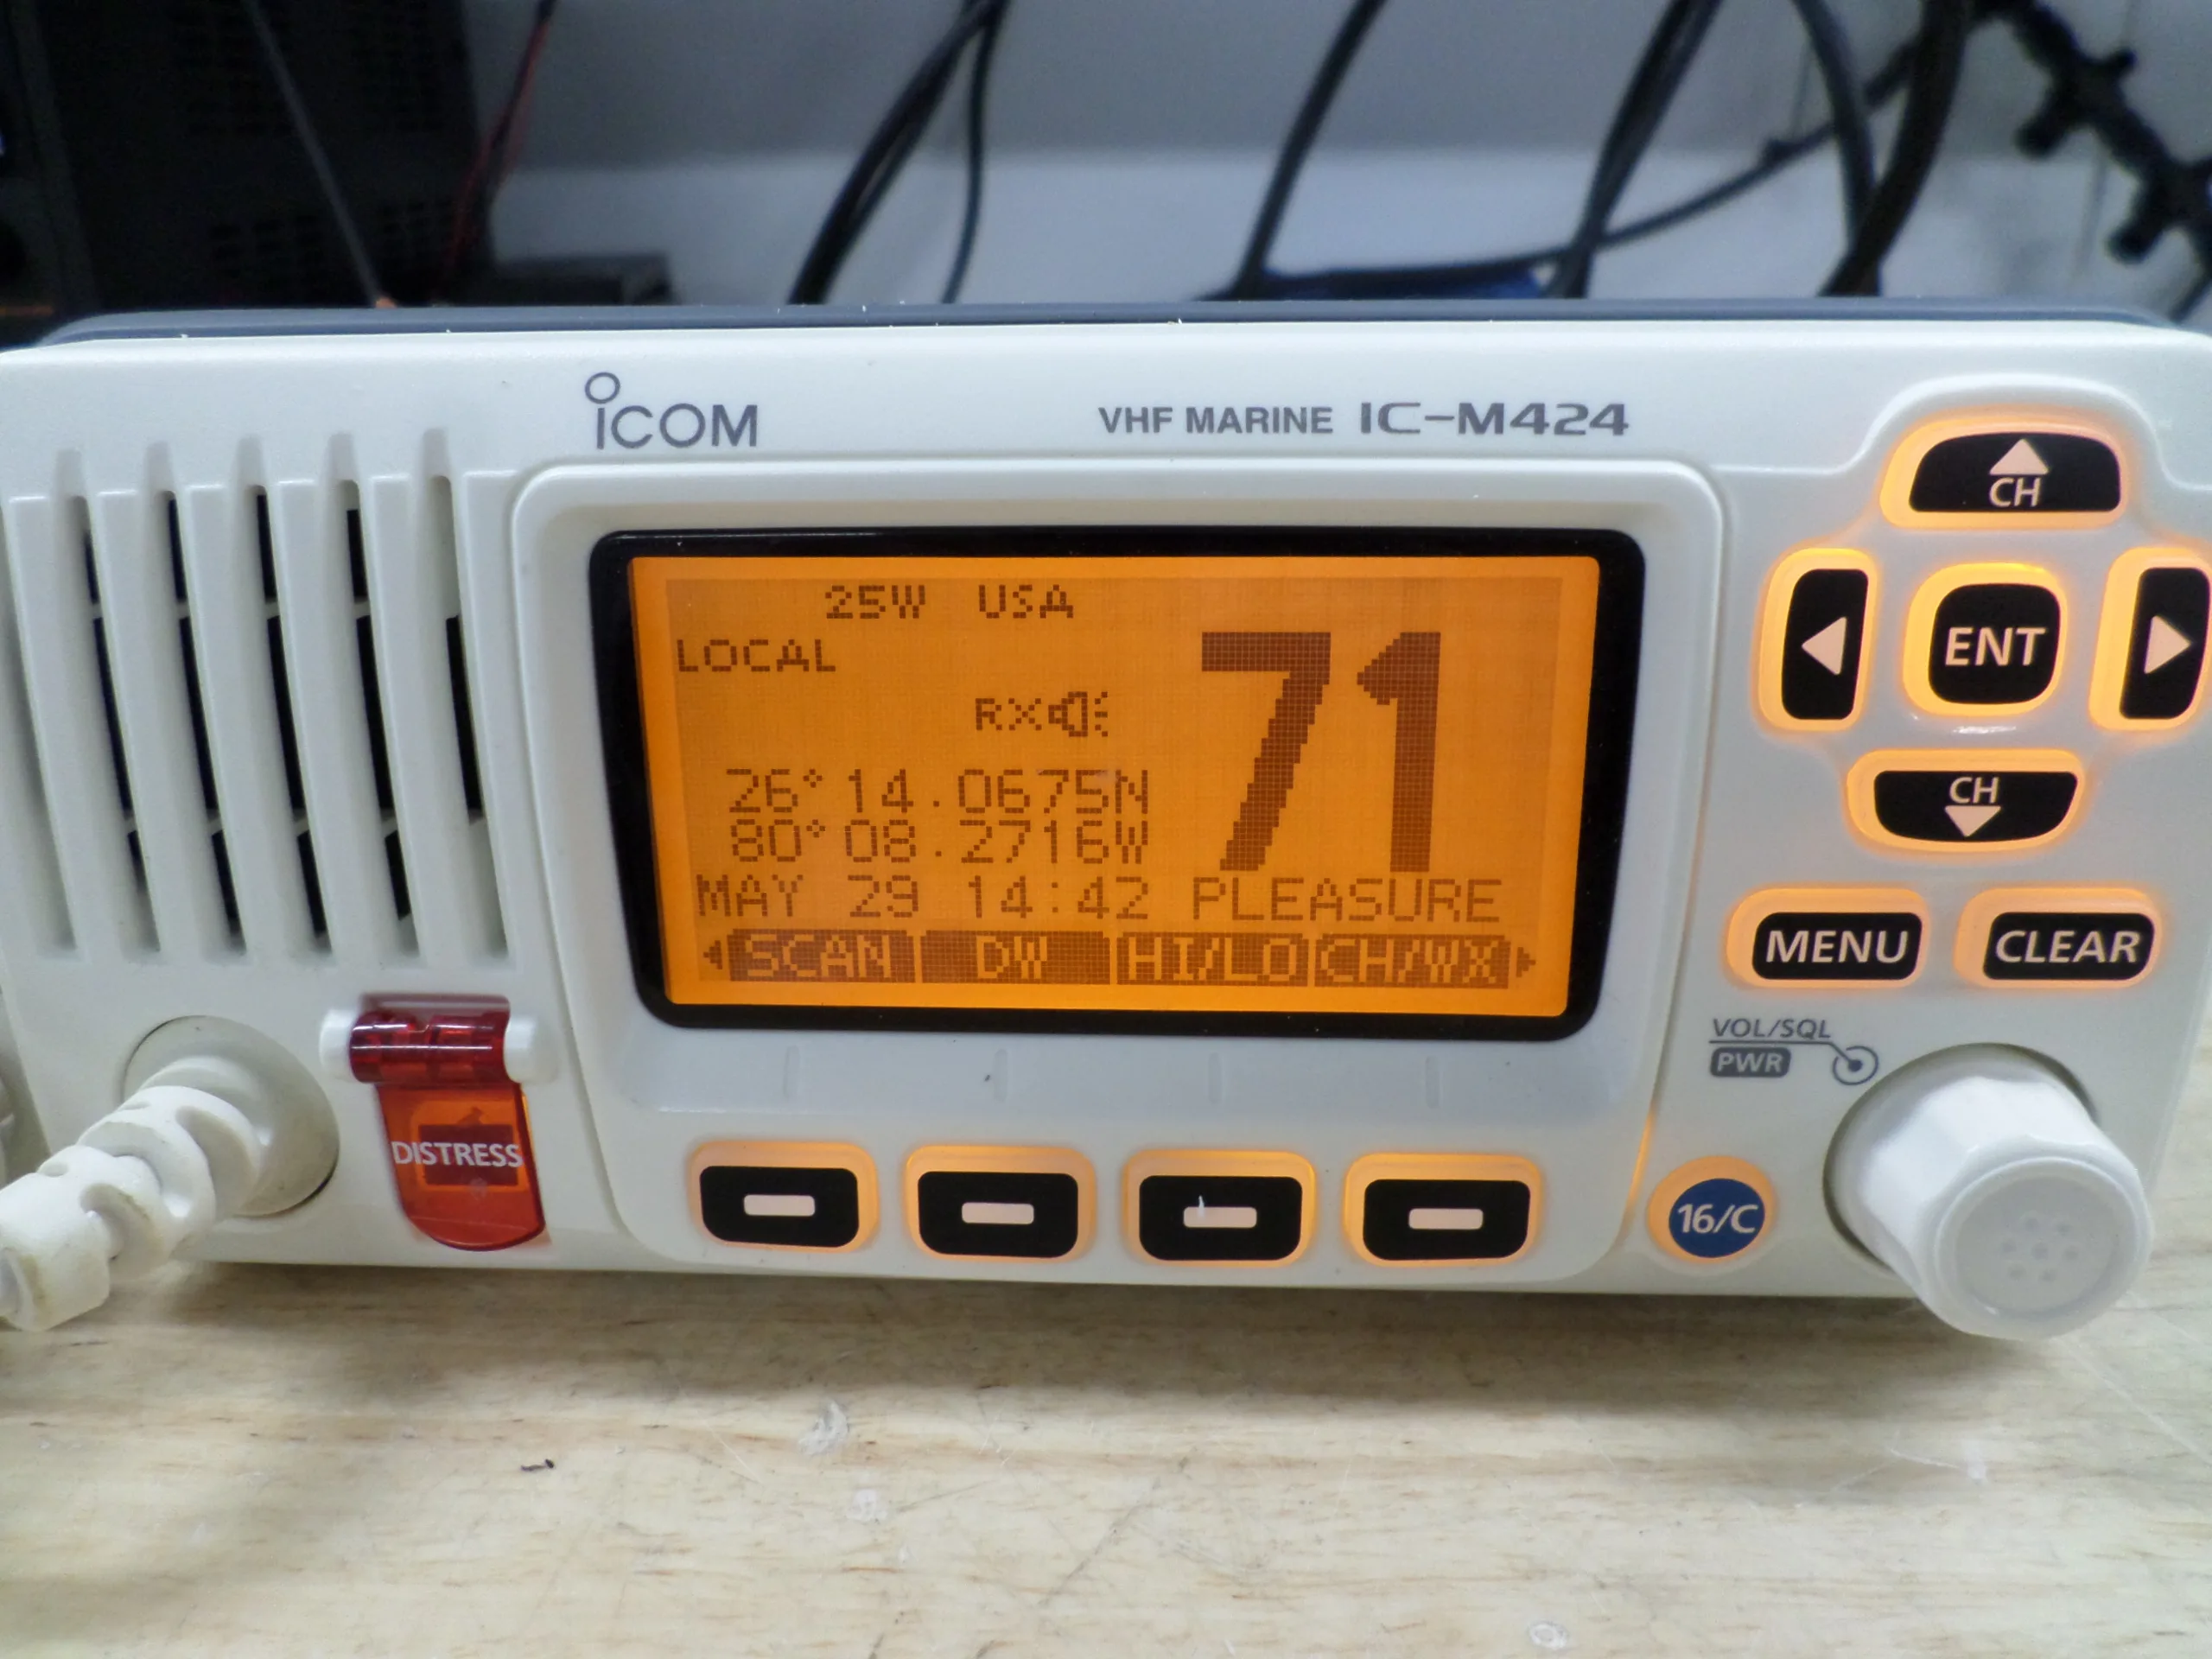 iCOM
VHF MARINE IC-M424
25W USA
LOCAL
71
RX
26°14.0675N
80°08.2716W
MAY 29 14:42 PLEASURE
SCAN DW HI/LO CH/WX
CH
ENT
CH
MENU CLEAR
VOL/SQL
PWR
DISTRESS
16/C